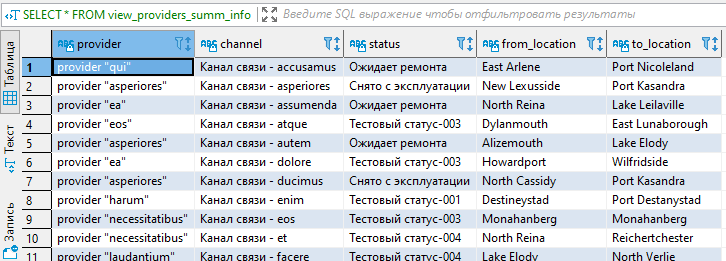 SELECT * FROM view_providers_summ_info Введите SQL выражение чтобы отфильтровать результаты
Таблица
Текст
Запись
provider channel status from_location to_location
1 provider "qui" Канал связи - accusamus Ожидает ремонта East Arlene Port Nicoleland
2 provider "asperiores" Канал связи - asperiores Снято с эксплуатации New Lexusside Port Kasandra
3 provider "ea" Канал связи - assumenda Ожидает ремонта North Reina Lake Leilaville
4 provider "eos" Канал связи - atque Тестовый статус-003 Dylanmouth East Lunaborough
5 provider "asperiores" Канал связи - autem Ожидает ремонта Alizemouth Lake Elody
6 provider "ea" Канал связи - dolore Тестовый статус-003 Howardport Wilfridside
7 provider "asperiores" Канал связи - ducimus Снято с эксплуатации North Cassidy Port Kasandra
8 provider "harum" Канал связи - enim Тестовый статус-001 Destineystad Port Destanystad
9 provider "necessitatibus" Канал связи - eos Тестовый статус-003 Monahanberg Monahanberg
10 provider "necessitatibus" Канал связи - et Тестовый статус-004 North Reina Reichertchester
11 provider "laudantium" Канал связи - facere Тестовый статус-004 Lake Elody North Verlie